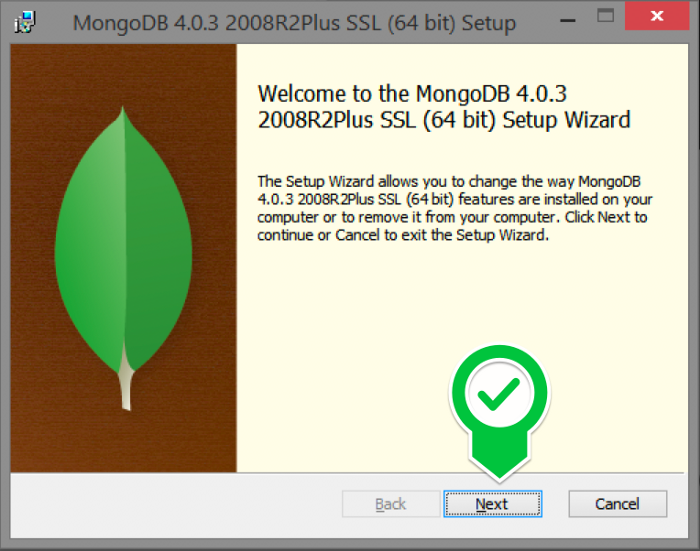 MongoDB 4.0.3 2008R2Plus SSL (64 bit) Setup
Welcome to the MongoDB 4.0.3
2008R2Plus SSL (64 bit) Setup Wizard
The Setup Wizard allows you to change the way MongoDB
4.0.3 2008R2Plus SSL (64 bit) features are installed on your
computer or to remove it from your computer. Click Next to
continue or Cancel to exit the Setup Wizard.
Back
Next
Cancel